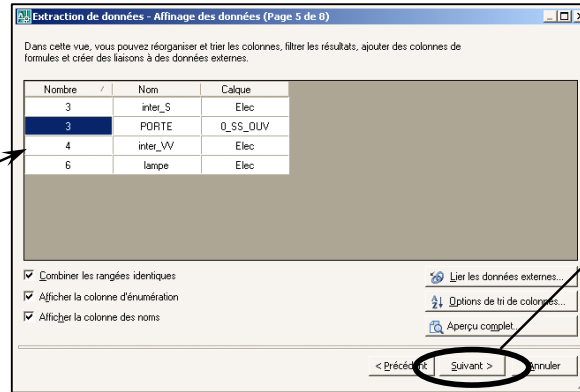 Extraction de données - Affinage des données (Page 5 de 8)
Dans cette vue, vous pouvez réorganiser et trier les colonnes, filtrer les résultats, ajouter des colonnes de
formules et créer des liaisons à des données externes.
Nombre / Nom Calque
3 inter_S Elec
3 PORTE 0_SS_OUV
4 inter_VV Elec
6 lampe Elec
Combiner les rangées identiques
Afficher la colonne d'énumération
Afficher la colonne des noms
Lier les données externes...
Options de tri de colonnes...
Aperçu complet...
< Précédent Suivant > Annuler